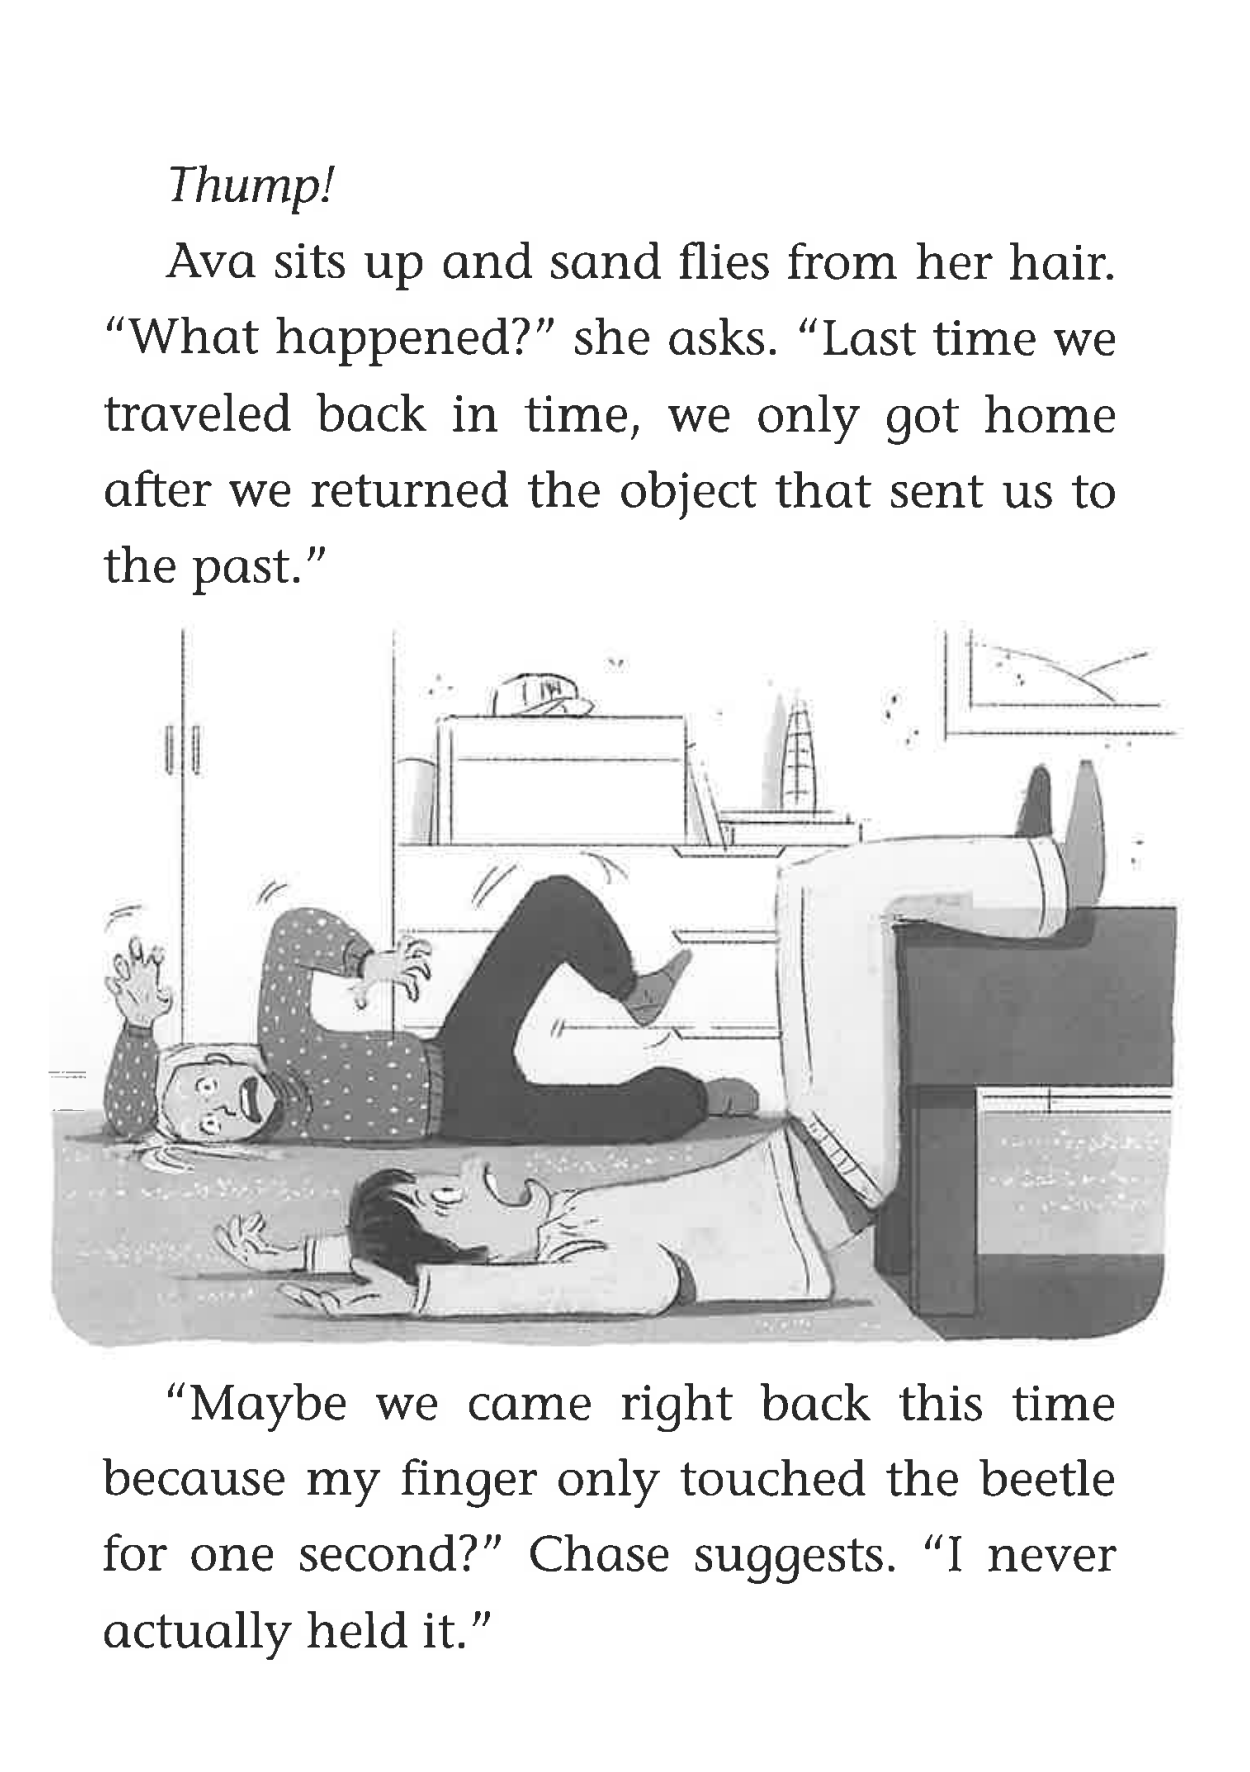 Thump!
Ava sits up and sand flies from her hair.
“What happened?” she asks. “Last time we
traveled back in time, we only got home
after we returned the object that sent us to
the past.”
“Maybe we came right back this time
because my finger only touched the beetle
for one second?” Chase suggests. “I never
actually held it.”